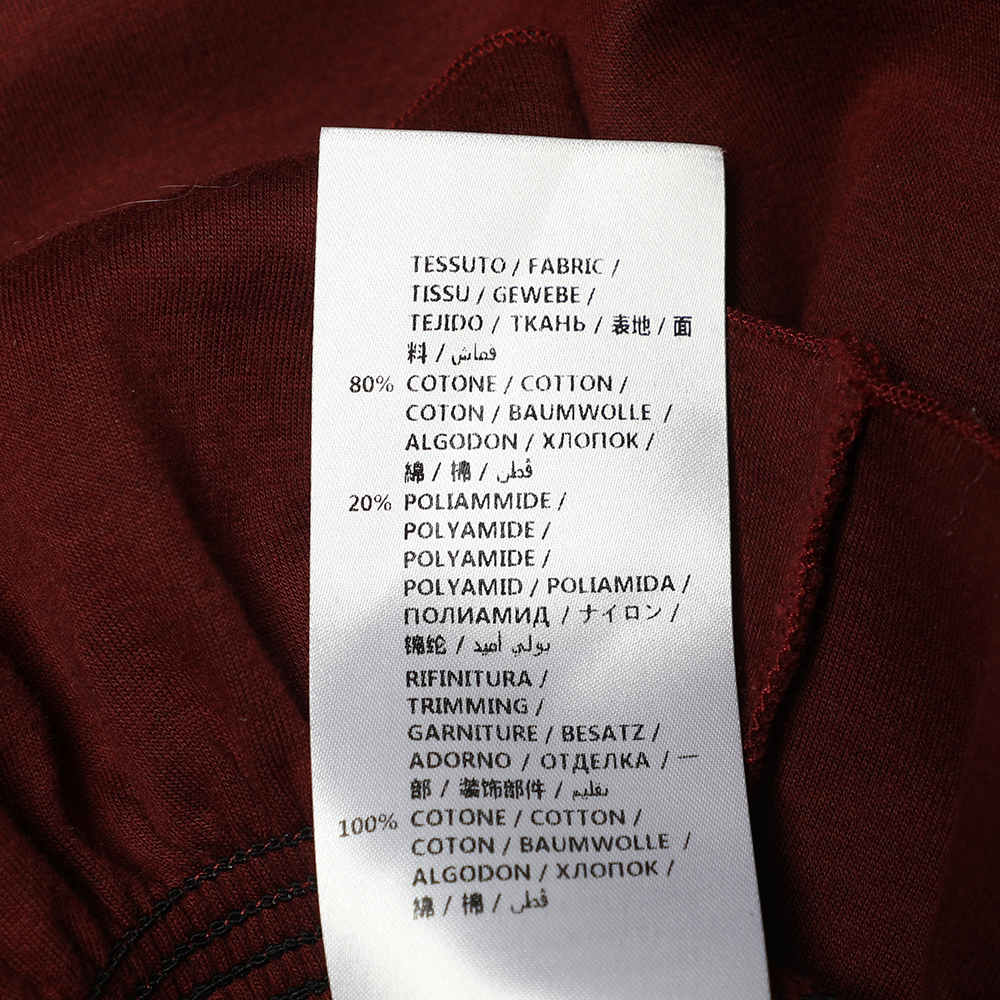 TESSUTO / FABRIC /
TISSU / GEWEBE /
TEJIDO / ТКАНЬ / 表地 / 面
料 / قماش
80% COTONE / COTTON /
COTON / BAUMWOLLE /
ALGODON / ХЛОПОК /
綿 / 棉 / قطن
20% POLIAMMIDE /
POLYAMIDE /
POLYAMIDE /
POLYAMID / POLIAMIDA /
ПОЛИАМИД / ナイロン /
锦纶 / بولي أميد
RIFINITURA /
TRIMMING /
GARNITURE / BESATZ /
ADORNO / ОТДЕЛКА / 一
部 / 装饰部件 / تقليم
100% COTONE / COTTON /
COTON / BAUMWOLLE /
ALGODON / ХЛОПОК /
綿 / 棉 / قطن